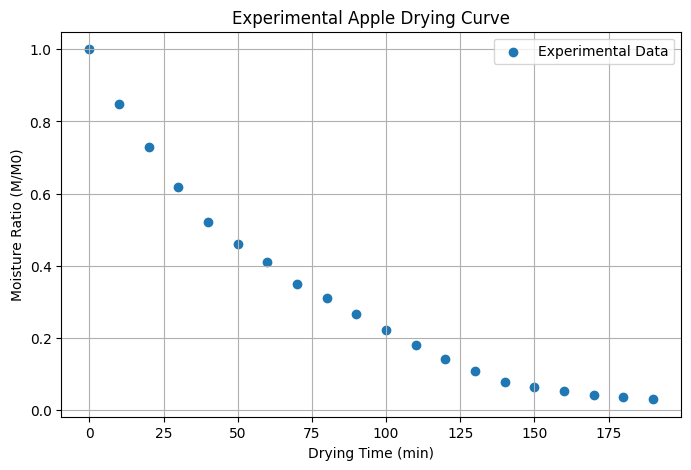 Experimental Apple Drying Curve
Experimental Data
Moisture Ratio (M/M0)
1.0
0.8
0.6
0.4
0.2
0.0
0 25 50 75 100 125 150 175
Drying Time (min)